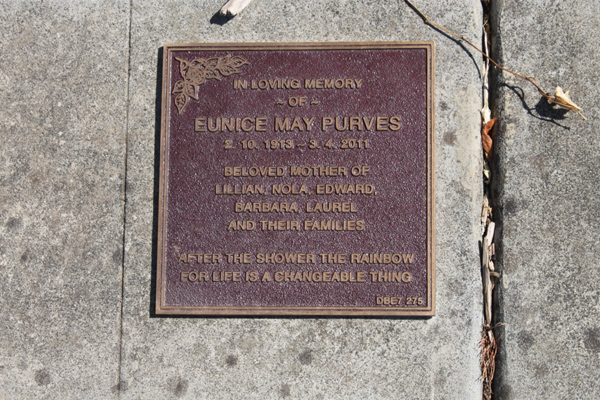 IN LOVING MEMORY
~ OF ~
EUNICE MAY PURVES
2. 10. 1913 – 3. 4. 2011
BELOVED MOTHER OF
LILLIAN, NOLA, EDWARD,
BARBARA, LAUREL
AND THEIR FAMILIES
AFTER THE SHOWER THE RAINBOW
FOR LIFE IS A CHANGEABLE THING
DBE7 275